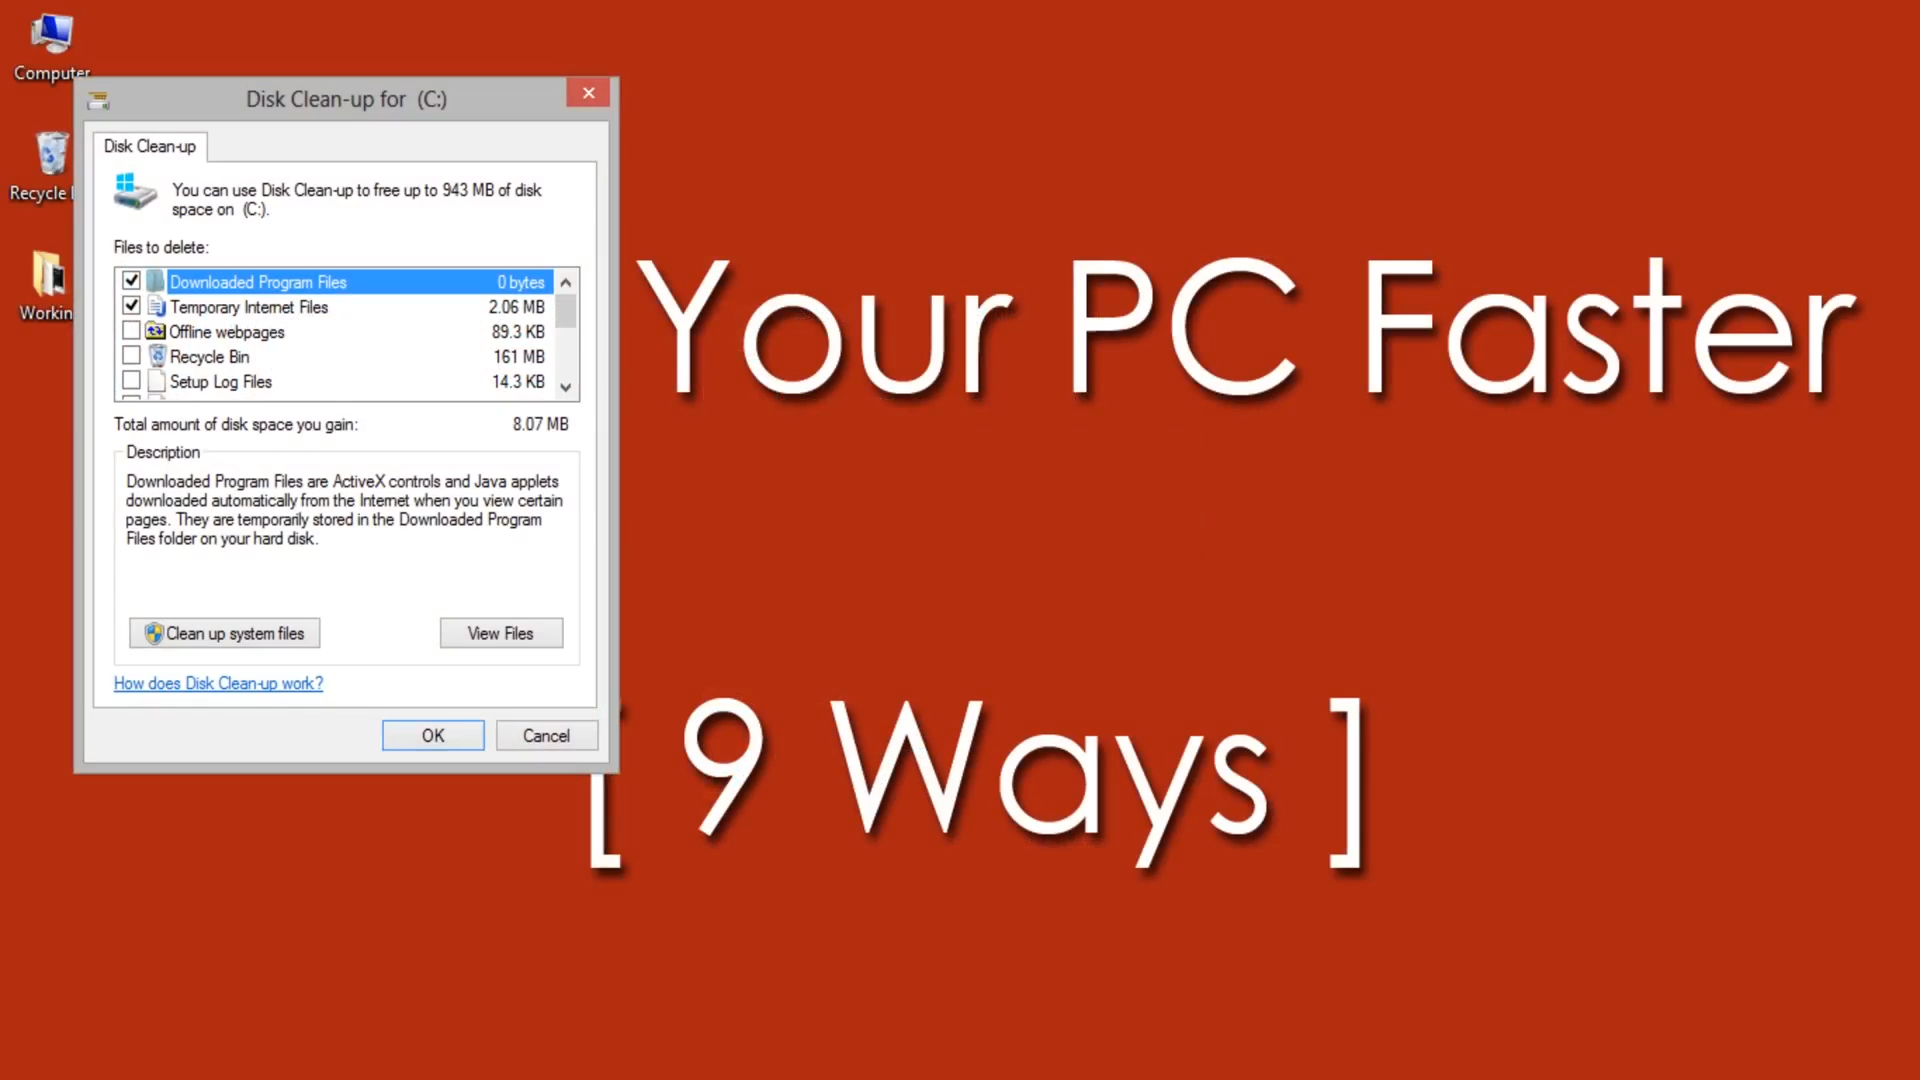 Computer
Recycle
Workin
Disk Clean-up for (C:)
Disk Clean-up
You can use Disk Clean-up to free up to 943 MB of disk
space on (C:).
Files to delete:
Downloaded Program Files 0 bytes
Temporary Internet Files 2.06 MB
Offline webpages 89.3 KB
Recycle Bin 161 MB
Setup Log Files 14.3 KB
Total amount of disk space you gain: 8.07 MB
Description
Downloaded Program Files are ActiveX controls and Java applets
downloaded automatically from the Internet when you view certain
pages. They are temporarily stored in the Downloaded Program
Files folder on your hard disk.
Clean up system files
View Files
How does Disk Clean-up work?
OK
Cancel
Your PC Faster
[ 9 Ways ]